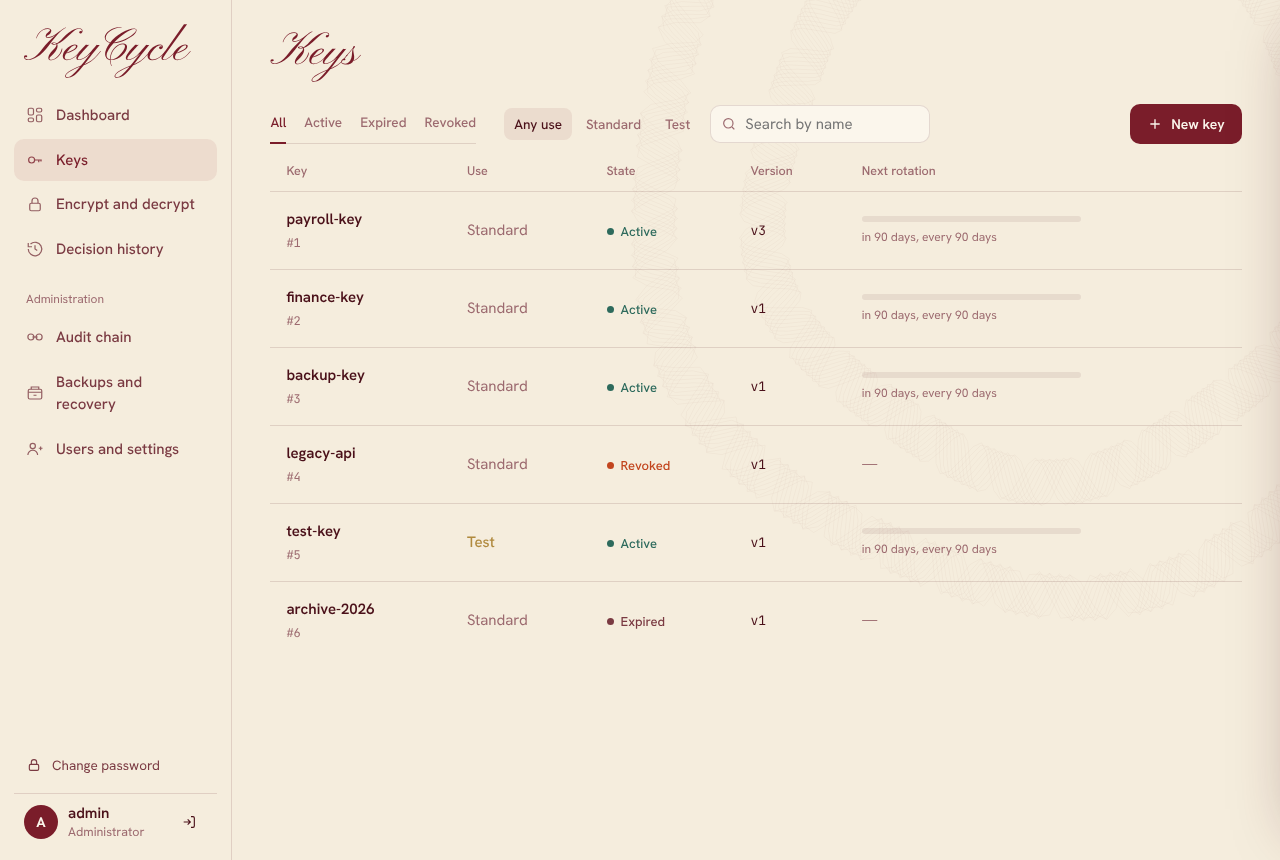 KeyCycle
Dashboard
Keys
Encrypt and decrypt
Decision history
Administration
Audit chain
Backups and
recovery
Users and settings
Change password
A
admin
Administrator
Keys
All Active Expired Revoked Any use Standard Test Search by name New key
Key Use State Version Next rotation
payroll-key
#1
Standard Active v3
in 90 days, every 90 days
finance-key
#2
Standard Active v1
in 90 days, every 90 days
backup-key
#3
Standard Active v1
in 90 days, every 90 days
legacy-api
#4
Standard Revoked v1 —
test-key
#5
Test Active v1
in 90 days, every 90 days
archive-2026
#6
Standard Expired v1 —